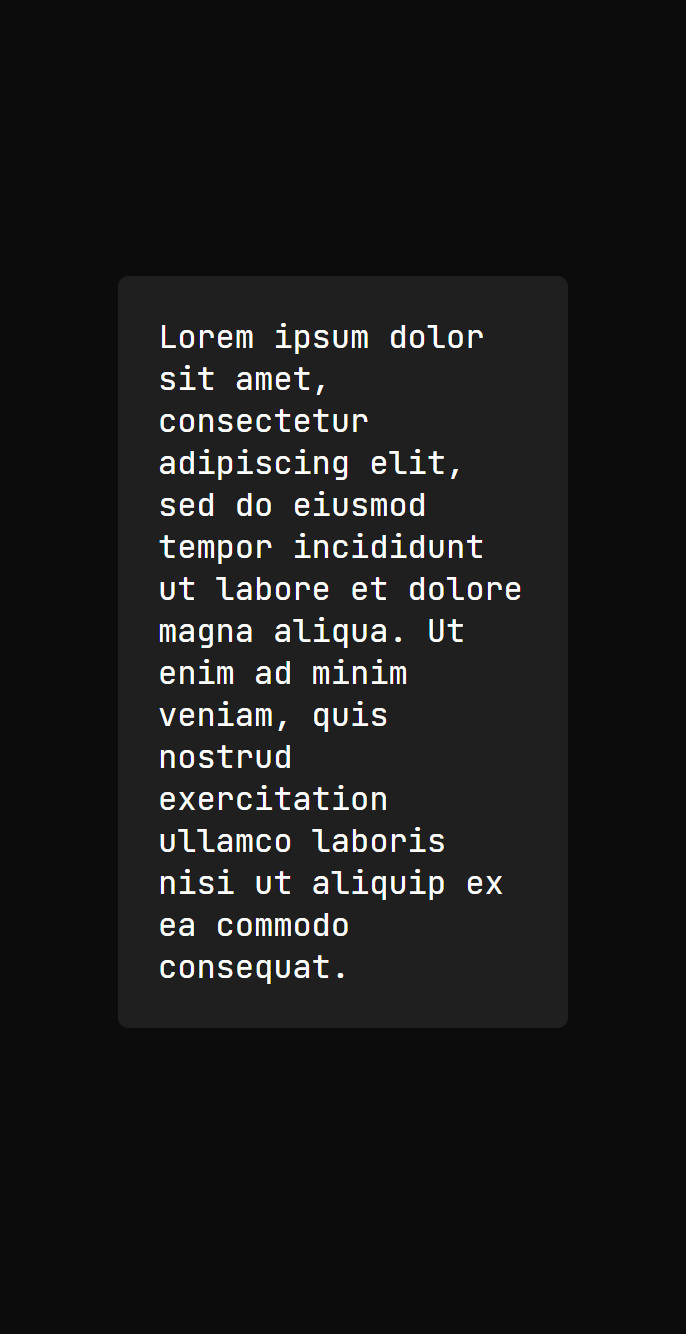 Lorem ipsum dolor
sit amet,
consectetur
adipiscing elit,
sed do eiusmod
tempor incididunt
ut labore et dolore
magna aliqua. Ut
enim ad minim
veniam, quis
nostrud
exercitation
ullamco laboris
nisi ut aliquip ex
ea commodo
consequat.